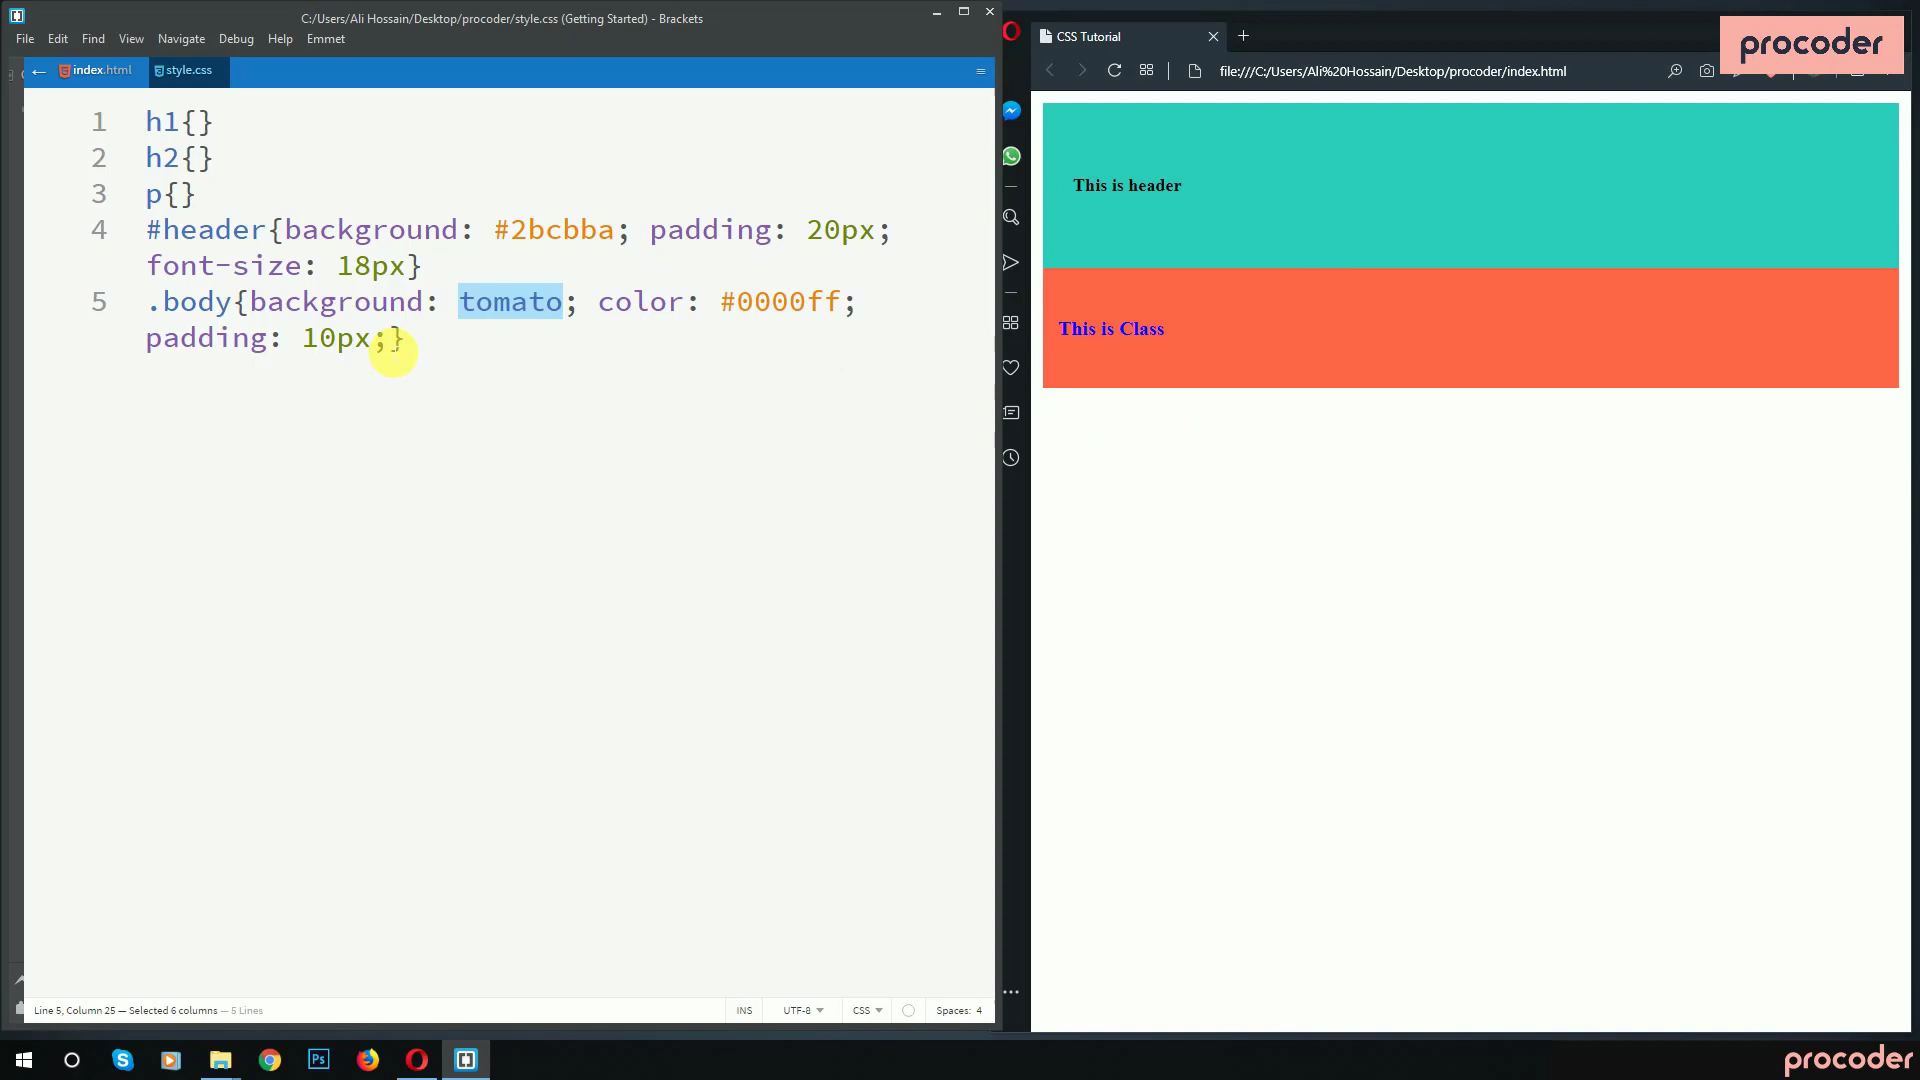 C:/Users/Ali Hossain/Desktop/procoder/style.css (Getting Started) - Brackets
File Edit Find View Navigate Debug Help Emmet
index.html style.css
1 h1{}
2 h2{}
3 p{}
4 #header{background: #2bcbba; padding: 20px;
font-size: 18px}
5 .body{background: tomato; color: #0000ff;
padding: 10px;}
Line 5, Column 25 — Selected 6 columns — 5 Lines
INS UTF-8 CSS Spaces: 4
CSS Tutorial
procoder
file:///C:/Users/Ali%20Hossain/Desktop/procoder/index.html
This is header
This is Class
Ps
procoder